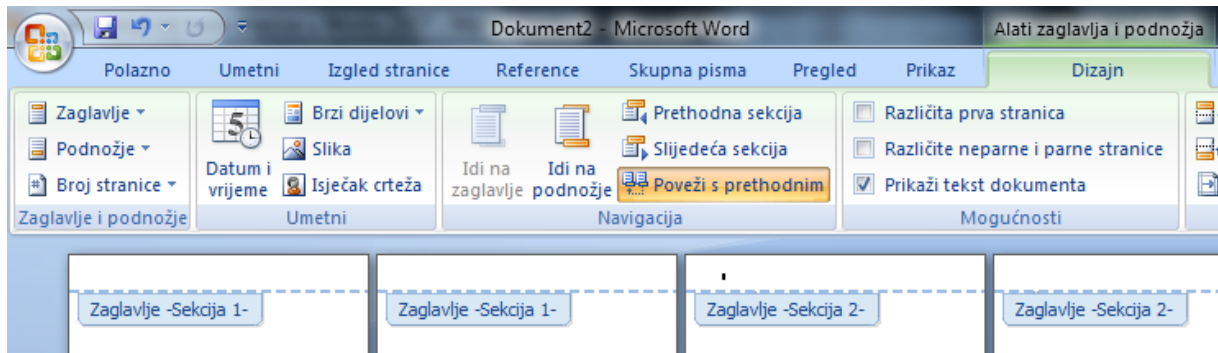 Dokument2 - Microsoft Word
Alati zaglavlja i podnožja
Polazno Umetni Izgled stranice Reference Skupna pisma Pregled Prikaz Dizajn
Zaglavlje
Podnožje
Broj stranice
Zaglavlje i podnožje
5
Datum i
vrijeme
Brzi dijelovi
Slika
Isječak crteža
Umetni
Idi na
zaglavlje
Idi na
podnožje
Prethodna sekcija
Slijedeća sekcija
Poveži s prethodnim
Navigacija
Različita prva stranica
Različite neparne i parne stranice
Prikaži tekst dokumenta
Mogućnosti
Zaglavlje -Sekcija 1-
Zaglavlje -Sekcija 1-
Zaglavlje -Sekcija 2-
Zaglavlje -Sekcija 2-